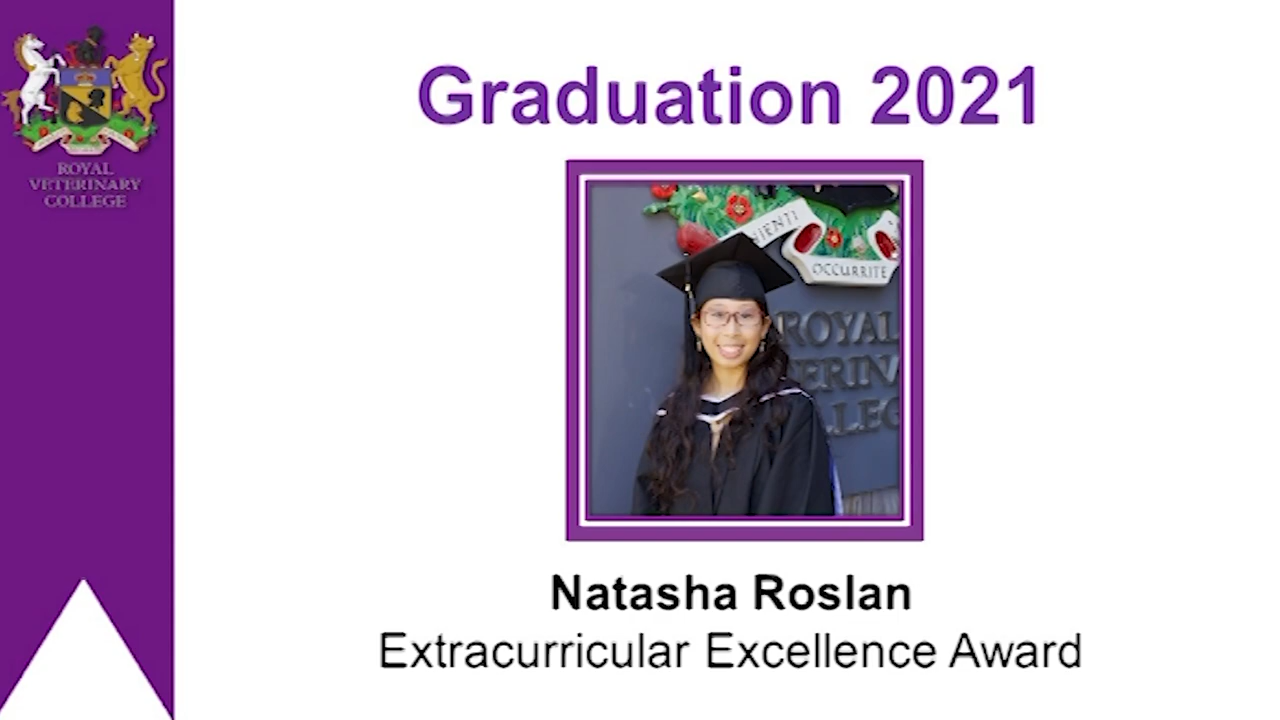 ROYAL
VETERINARY
COLLEGE
Graduation 2021
OCCURRITE
ROYAL
Natasha Roslan
Extracurricular Excellence Award